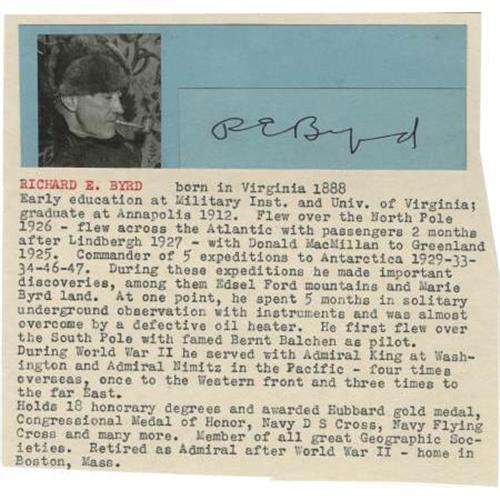 R E Byrd
RICHARD E. BYRD born in Virginia 1888
Early education at Military Inst. and Univ. of Virginia;
graduate at Annapolis 1912. Flew over the North Pole
1926 - flew across the Atlantic with passengers 2 months
after Lindbergh 1927 - with Donald MacMillan to Greenland
1925. Commander of 5 expeditions to Antarctica 1929-33-
34-46-47. During these expeditions he made important
discoveries, among them Edsel Ford mountains and Marie
Byrd land. At one point, he spent 5 months in solitary
underground observation with instruments and was almost
overcome by a defective oil heater. He first flew over
the South Pole with famed Bernt Balchen as pilot.
During World War II he served with Admiral King at Wash-
ington and Admiral Nimitz in the Pacific - four times
overseas, once to the Western front and three times to
the far East.
Holds 18 honorary degrees and awarded Hubbard gold medal,
Congressional Medal of Honor, Navy D S Cross, Navy Flying
Cross and many more. Member of all great Geographic Soc-
ieties. Retired as Admiral after World War II - home in
Boston, Mass.